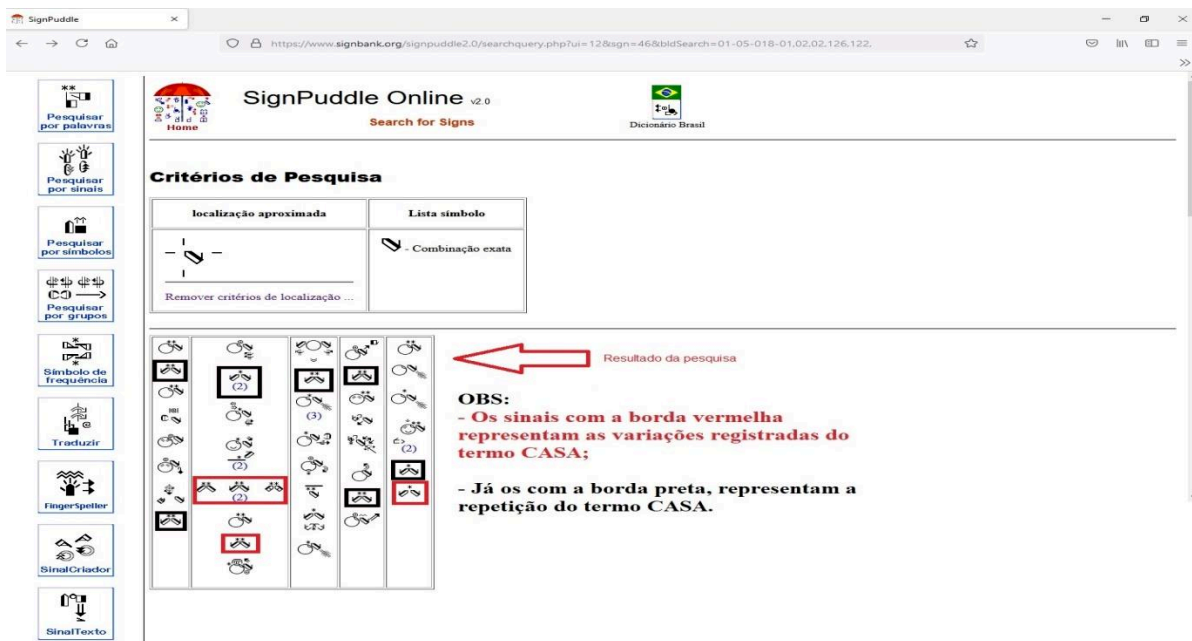 SignPuddle
https://www.signbank.org/signpuddle2.0/searchquery.php?ui=12&sgn=46&bldSearch=01-05-018-01,02,02,126,122,
Pesquisar
por palavras
Pesquisar
por sinais
Pesquisar
por símbolos
Pesquisar
por grupos
Símbolo de
frequência
Traduzir
FingerSpeller
SinalCriador
SinalTexto
Home
SignPuddle Online v2.0
Search for Signs
Dicionário Brasil
Critérios de Pesquisa
localização aproximada
Lista símbolo
- Combinação exata
Remover critérios de localização ...
(2)
(2)
(2)
(3)
(2)
Resultado da pesquisa
OBS:
- Os sinais com a borda vermelha
representam as variações registradas do
termo CASA;
- Já os com a borda preta, representam a
repetição do termo CASA.